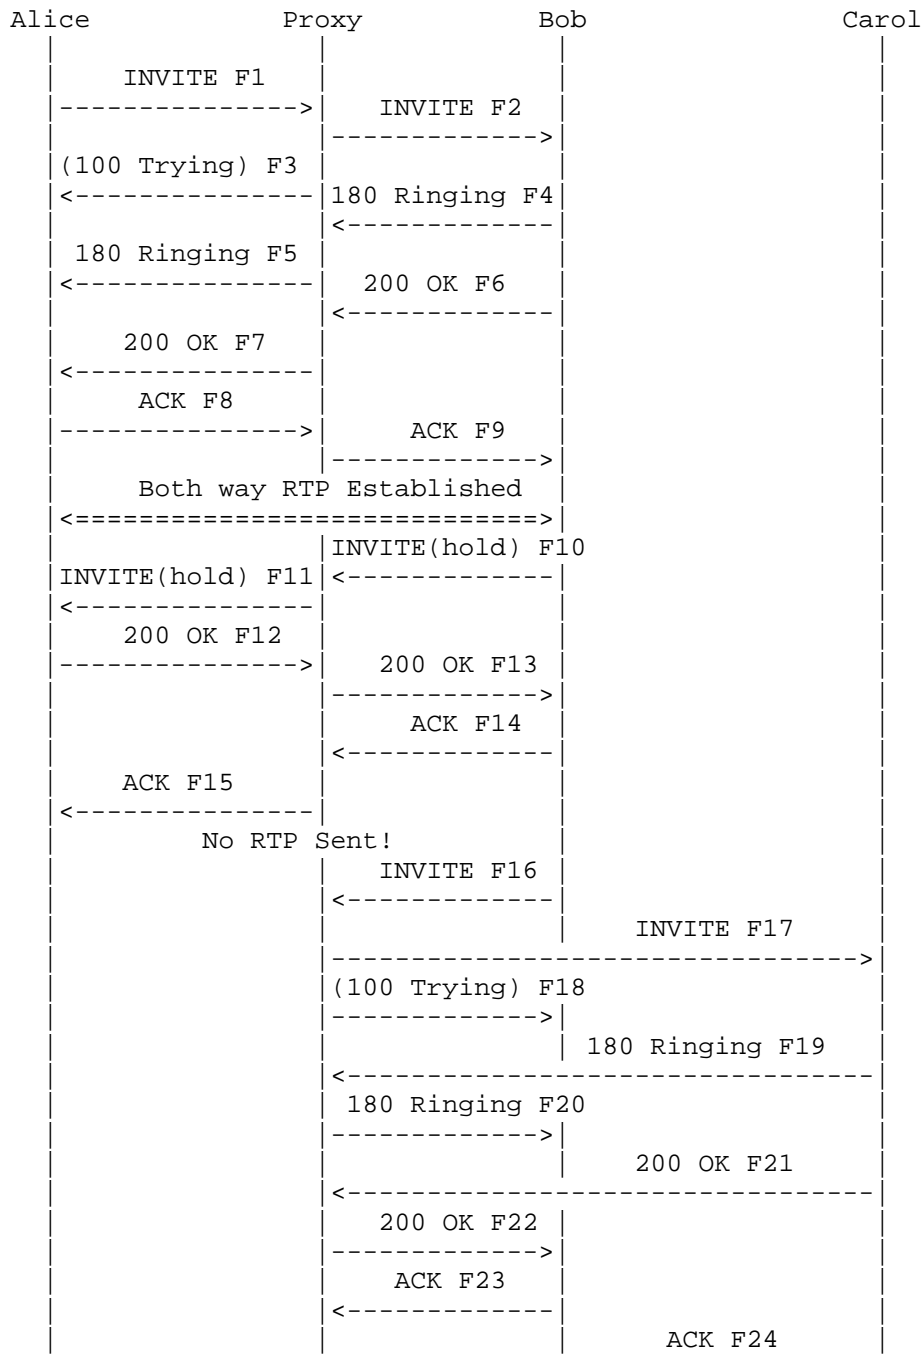 Alice Proxy Bob Carol
INVITE F1
INVITE F2
(100 Trying) F3
180 Ringing F4
180 Ringing F5
200 OK F6
200 OK F7
ACK F8
ACK F9
Both way RTP Established
INVITE(hold) F10
INVITE(hold) F11
200 OK F12
200 OK F13
ACK F14
ACK F15
No RTP Sent!
INVITE F16
INVITE F17
(100 Trying) F18
180 Ringing F19
180 Ringing F20
200 OK F21
200 OK F22
ACK F23
ACK F24